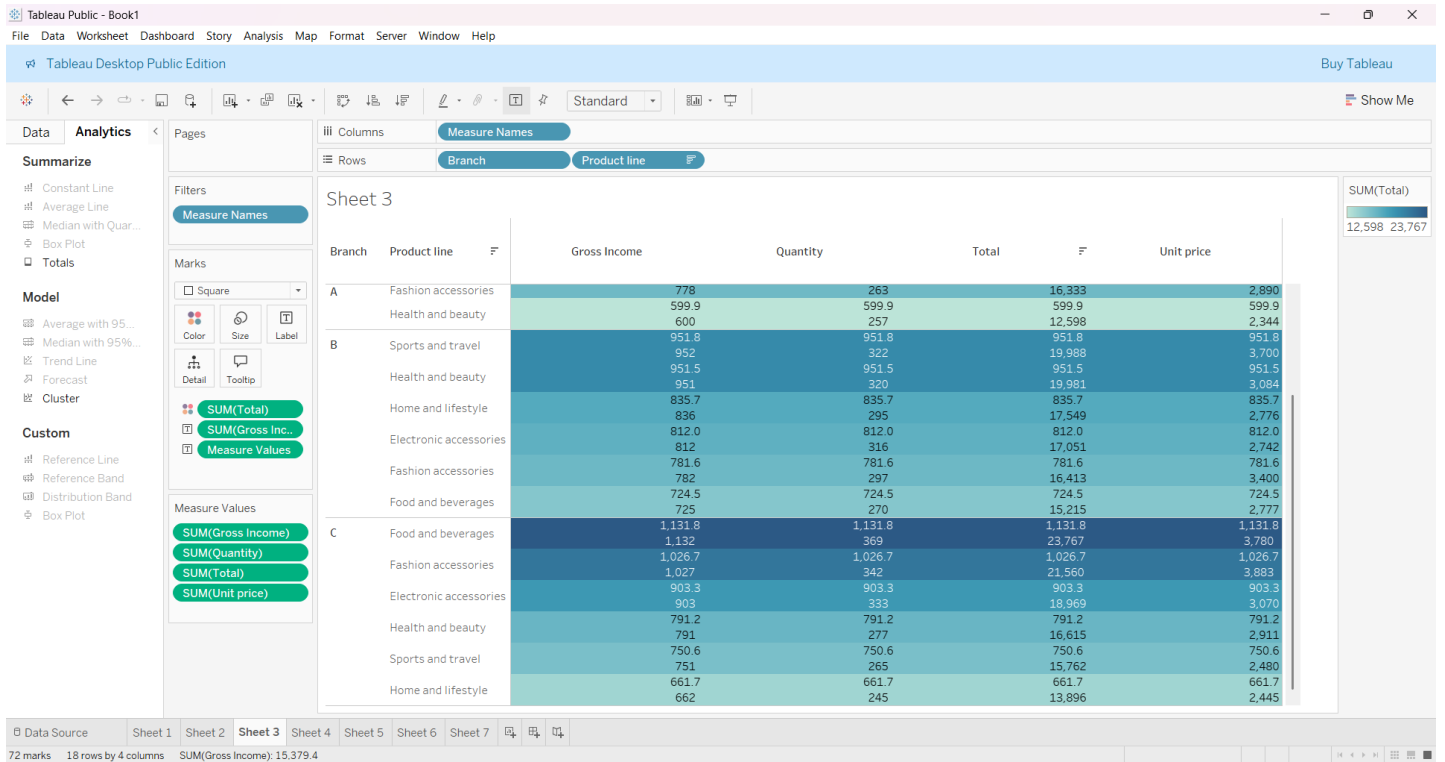 Tableau Public - Book1
File Data Worksheet Dashboard Story Analysis Map Format Server Window Help
Tableau Desktop Public Edition
Buy Tableau
Standard
Show Me
Data Analytics
Summarize
Constant Line
Average Line
Median with Quar...
Box Plot
Totals
Model
Average with 95...
Median with 95%...
Trend Line
Forecast
Cluster
Custom
Reference Line
Reference Band
Distribution Band
Box Plot
Pages
Filters
Measure Names
Marks
Square
Color Size Label
Detail Tooltip
SUM(Total)
SUM(Gross Inc..
Measure Values
Measure Values
SUM(Gross Income)
SUM(Quantity)
SUM(Total)
SUM(Unit price)
Columns Measure Names
Rows Branch Product line
Sheet 3
Branch Product line Gross Income Quantity Total Unit price
A Fashion accessories 778 263 16,333 2,890
Health and beauty 599.9 599.9 599.9 599.9
600 257 12,598 2,344
B Sports and travel 951.8 951.8 951.8 951.8
952 322 19,988 3,700
Health and beauty 951.5 951.5 951.5 951.5
951 320 19,981 3,084
Home and lifestyle 835.7 835.7 835.7 835.7
836 295 17,549 2,776
Electronic accessories 812.0 812.0 812.0 812.0
812 316 17,051 2,742
Fashion accessories 781.6 781.6 781.6 781.6
782 297 16,413 3,400
Food and beverages 724.5 724.5 724.5 724.5
725 270 15,215 2,777
C Food and beverages 1,131.8 1,131.8 1,131.8 1,131.8
1,132 369 23,767 3,780
Fashion accessories 1,026.7 1,026.7 1,026.7 1,026.7
1,027 342 21,560 3,883
Electronic accessories 903.3 903.3 903.3 903.3
903 333 18,969 3,070
Health and beauty 791.2 791.2 791.2 791.2
791 277 16,615 2,911
Sports and travel 750.6 750.6 750.6 750.6
751 265 15,762 2,480
Home and lifestyle 661.7 661.7 661.7 661.7
662 245 13,896 2,445
SUM(Total)
12,598 23,767
Data Source Sheet 1 Sheet 2 Sheet 3 Sheet 4 Sheet 5 Sheet 6 Sheet 7
72 marks 18 rows by 4 columns SUM(Gross Income): 15,379.4